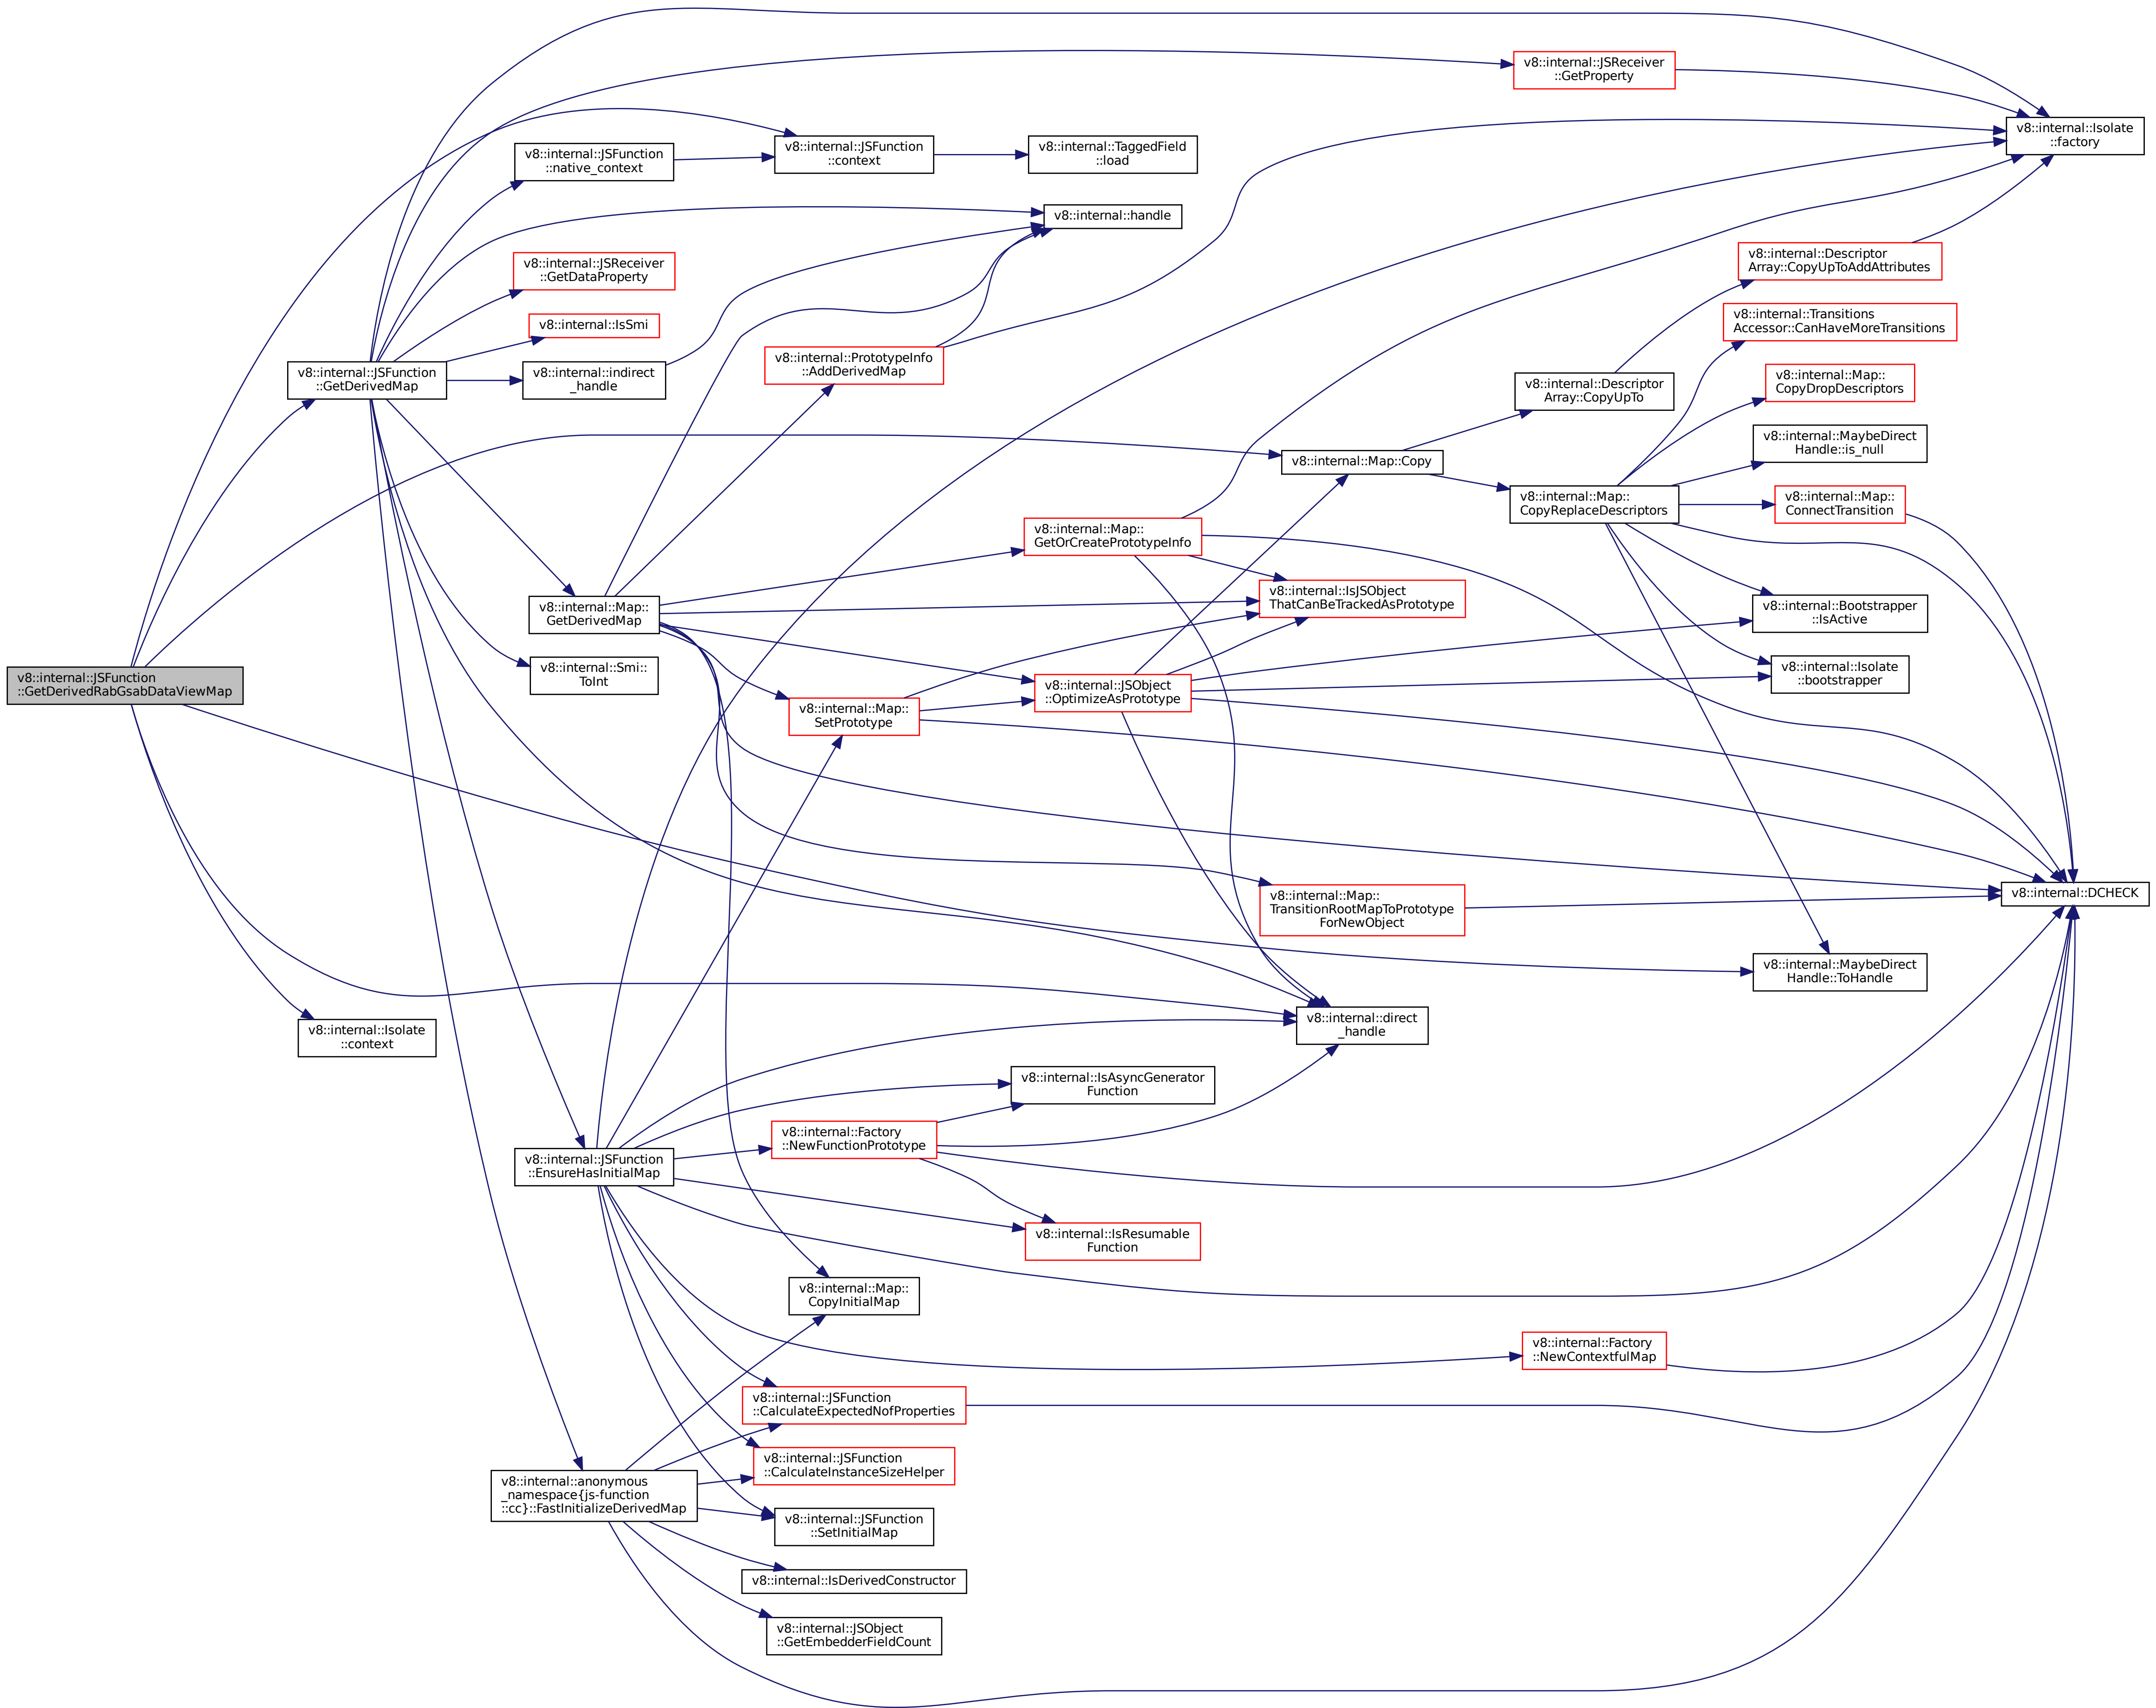 v8::internal::JSFunction
::GetDerivedRabGsabDataViewMap
v8::internal::JSFunction
::GetDerivedMap
v8::internal::Isolate
::context
v8::internal::JSFunction
::native_context
v8::internal::JSReceiver
::GetDataProperty
v8::internal::IsSmi
v8::internal::indirect
_handle
v8::internal::Map::
GetDerivedMap
v8::internal::Smi::
ToInt
v8::internal::JSFunction
::EnsureHasInitialMap
v8::internal::anonymous
_namespace{js-function
::cc}::FastInitializeDerivedMap
v8::internal::JSFunction
::context
v8::internal::PrototypeInfo
::AddDerivedMap
v8::internal::Map::
SetPrototype
v8::internal::Factory
::NewFunctionPrototype
v8::internal::Map::
CopyInitialMap
v8::internal::JSFunction
::CalculateExpectedNofProperties
v8::internal::JSFunction
::CalculateInstanceSizeHelper
v8::internal::JSFunction
::SetInitialMap
v8::internal::IsDerivedConstructor
v8::internal::JSObject
::GetEmbedderFieldCount
v8::internal::TaggedField
::load
v8::internal::handle
v8::internal::Map::
GetOrCreatePrototypeInfo
v8::internal::JSObject
::OptimizeAsPrototype
v8::internal::IsAsyncGenerator
Function
v8::internal::IsResumable
Function
v8::internal::Map::Copy
v8::internal::IsJSObject
ThatCanBeTrackedAsPrototype
v8::internal::Map::
TransitionRootMapToPrototype
ForNewObject
v8::internal::direct
_handle
v8::internal::JSReceiver
::GetProperty
v8::internal::Descriptor
Array::CopyUpTo
v8::internal::Map::
CopyReplaceDescriptors
v8::internal::Factory
::NewContextfulMap
v8::internal::Descriptor
Array::CopyUpToAddAttributes
v8::internal::Transitions
Accessor::CanHaveMoreTransitions
v8::internal::Map::
CopyDropDescriptors
v8::internal::MaybeDirect
Handle::is_null
v8::internal::Map::
ConnectTransition
v8::internal::Bootstrapper
::IsActive
v8::internal::Isolate
::bootstrapper
v8::internal::MaybeDirect
Handle::ToHandle
v8::internal::Isolate
::factory
v8::internal::DCHECK